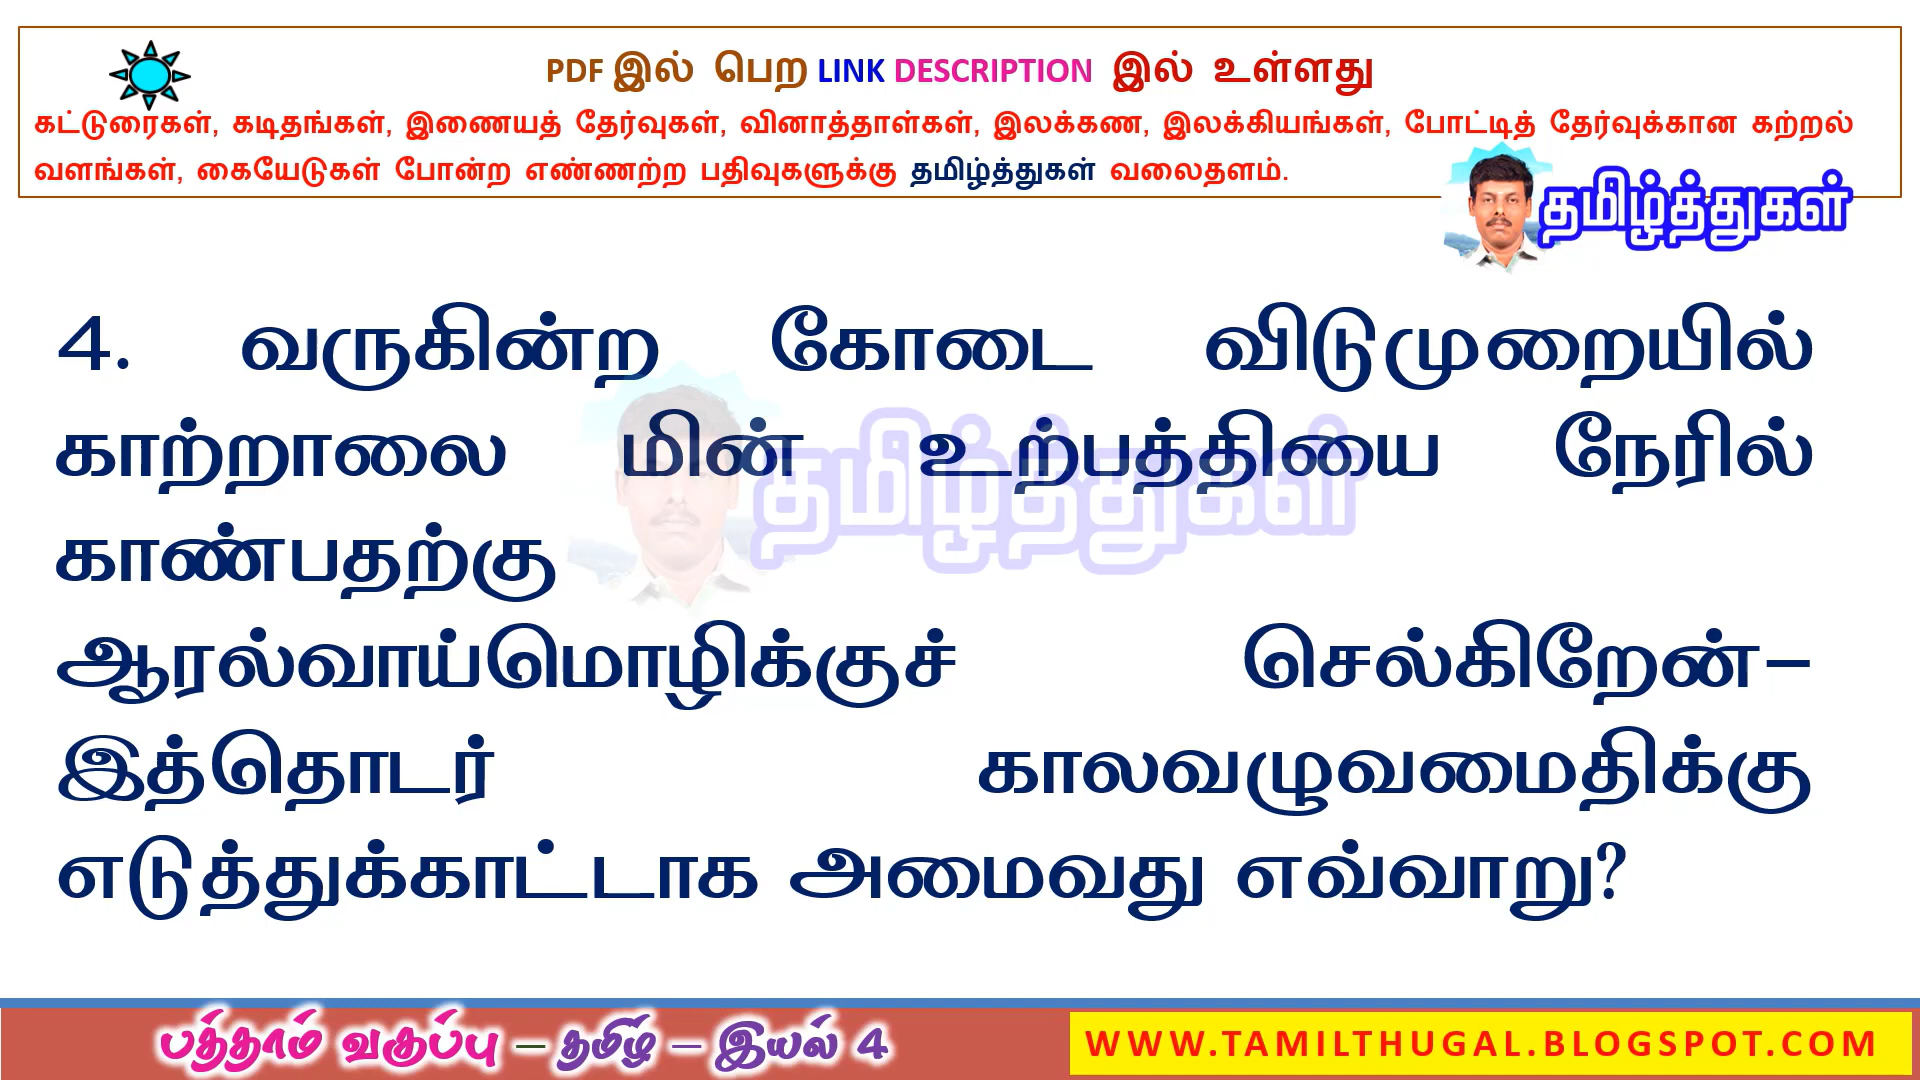 PDF இல் பெற LINK DESCRIPTION இல் உள்ளது
கட்டுரைகள், கடிதங்கள், இணையத் தேர்வுகள், வினாத்தாள்கள், இலக்கண, இலக்கியங்கள், போட்டித் தேர்வுக்கான கற்றல்
வளங்கள், கையேடுகள் போன்ற எண்ணற்ற பதிவுகளுக்கு தமிழ்த்துகள் வலைதளம்.
தமிழ்த்துகள்
4. வருகின்ற கோடை விடுமுறையில்
காற்றாலை மின் உற்பத்தியை நேரில்
தமிழ்த்துகள்
காண்பதற்கு
ஆரல்வாய்மொழிக்குச் செல்கிறேன்-
இத்தொடர் காலவழுவமைதிக்கு
எடுத்துக்காட்டாக அமைவது எவ்வாறு?
பத்தாம் வகுப்பு – தமிழ் – இயல் 4
WWW.TAMILTHUGAL.BLOGSPOT.COM